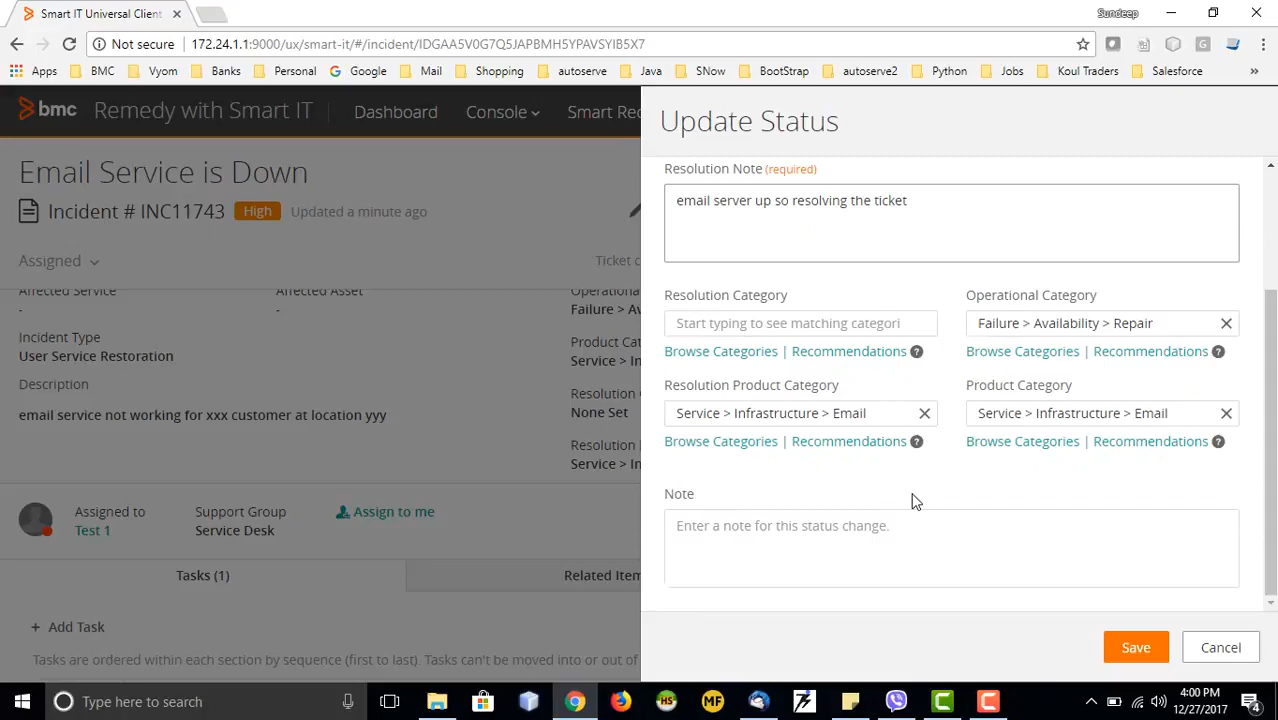 Smart IT Universal Client
Sundeep
Not secure | 172.24.1.1:9000/ux/smart-it/#/incident/IDGAA5V0G7Q5JAPBMH5YPAVSYIB5X7
Apps BMC Vyom Banks Personal Google Mail Shopping autoserve Java SNow BootStrap autoserve2 Python Jobs Koul Traders Salesforce »
bmc Remedy with Smart IT Dashboard Console Smart Rec
Update Status
Email Service is Down
Incident # INC11743 High Updated a minute ago
Assigned Ticket c
Affected Service Affected Asset Operational
- - Failure > Av
Incident Type Product Cat
User Service Restoration Service > In
Description Resolution C
None Set
email service not working for xxx customer at location yyy
Resolution
Service > In
Assigned to Support Group Assign to me
Test 1 Service Desk
Tasks (1) Related Item
+ Add Task
Tasks are ordered within each section by sequence (first to last). Tasks can't be moved into or out of
Resolution Note (required)
email server up so resolving the ticket
Resolution Category Operational Category
Start typing to see matching categori Failure > Availability > Repair
Browse Categories | Recommendations ? Browse Categories | Recommendations ?
Resolution Product Category Product Category
Service > Infrastructure > Email Service > Infrastructure > Email
Browse Categories | Recommendations ? Browse Categories | Recommendations ?
Note
Enter a note for this status change.
Save Cancel
Type here to search
HS MF
4:00 PM
12/27/2017
4